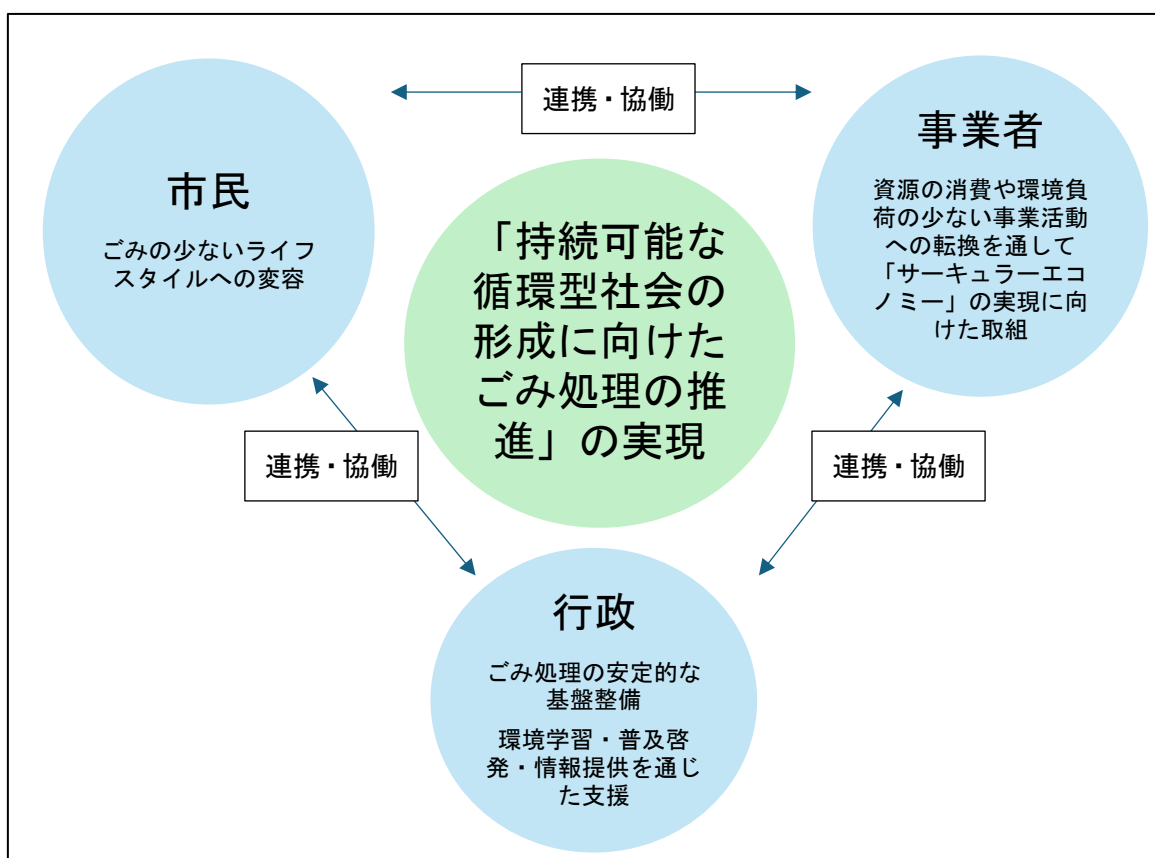 連携・協働
市民
ごみの少ないライフ
スタイルへの変容
事業者
資源の消費や環境負
荷の少ない事業活動
への転換を通して
「サーキュラーエコ
ノミー」の実現に向
けた取組
「持続可能な
循環型社会の
形成に向けた
ごみ処理の推
進」の実現
連携・協働
連携・協働
行政
ごみ処理の安定的な
基盤整備
環境学習・普及啓
発・情報提供を通じ
た支援